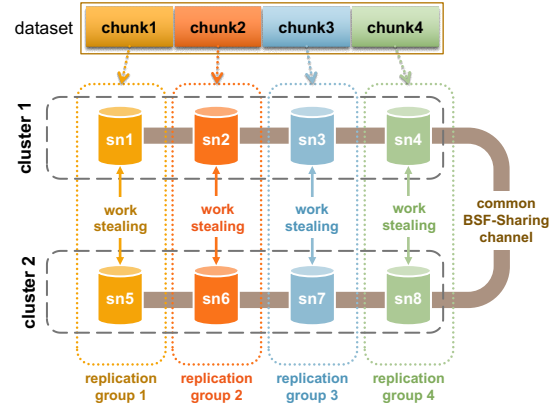 dataset
chunk1 chunk2 chunk3 chunk4
cluster 1
sn1 sn2 sn3 sn4
work stealing
work stealing
work stealing
work stealing
common
BSF-Sharing
channel
cluster 2
sn5 sn6 sn7 sn8
replication
group 1
replication
group 2
replication
group 3
replication
group 4